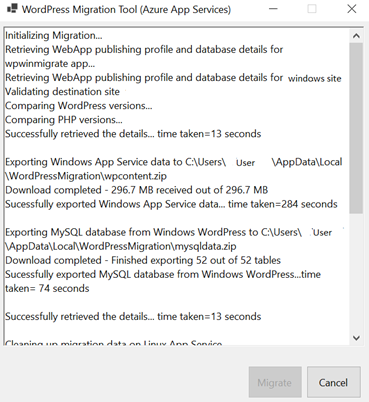 WordPress Migration Tool (Azure App Services)
Initializing Migration...
Retrieving WebApp publishing profile and database details for
wpwinmigrate app...
Retrieving WebApp publishing profile and database details for windows site
Validating destination site
Comparing WordPress versions...
Comparing PHP versions...
Successfully retrieved the details... time taken=13 seconds
Exporting Windows App Service data to C:\Users\ User \AppData\Local
\WordPressMigration\wpcontent.zip
Download completed - 296.7 MB received out of 296.7 MB
Sucessfully exported Windows App Service data... time taken=284 seconds
Exporting MySQL database from Windows WordPress to C:\Users\ User
\AppData\Local\WordPressMigration\mysqldata.zip
Download completed - Finished exporting 52 out of 52 tables
Sucessfully exported MySQL database from Windows WordPress...time
taken= 74 seconds
Successfully retrieved the details... time taken=13 seconds
Cleaning up migration data on Linux App Service
Migrate
Cancel